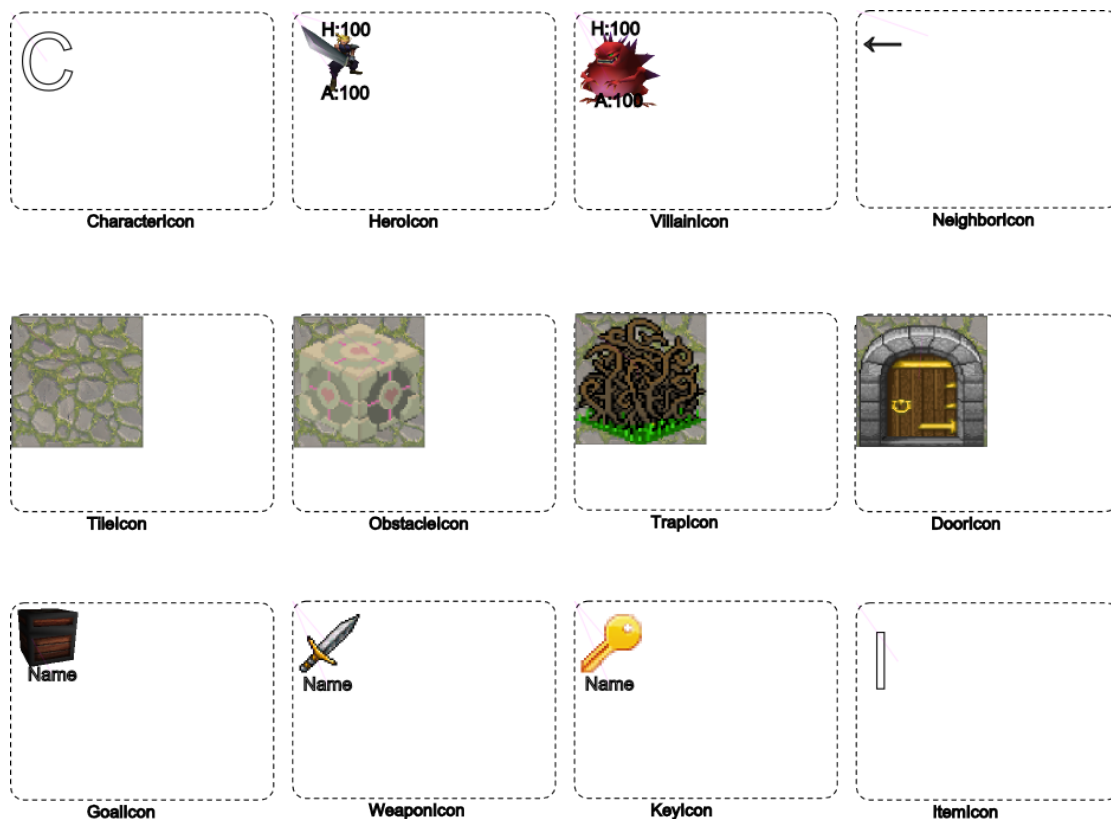 C
H:100
A:100
H:100
A:100
CharacterIcon
HeroIcon
VillainIcon
NeighborIcon
TileIcon
ObstacleIcon
TrapIcon
DoorIcon
Name
Name
Name
I
GoalIcon
WeaponIcon
KeyIcon
ItemIcon